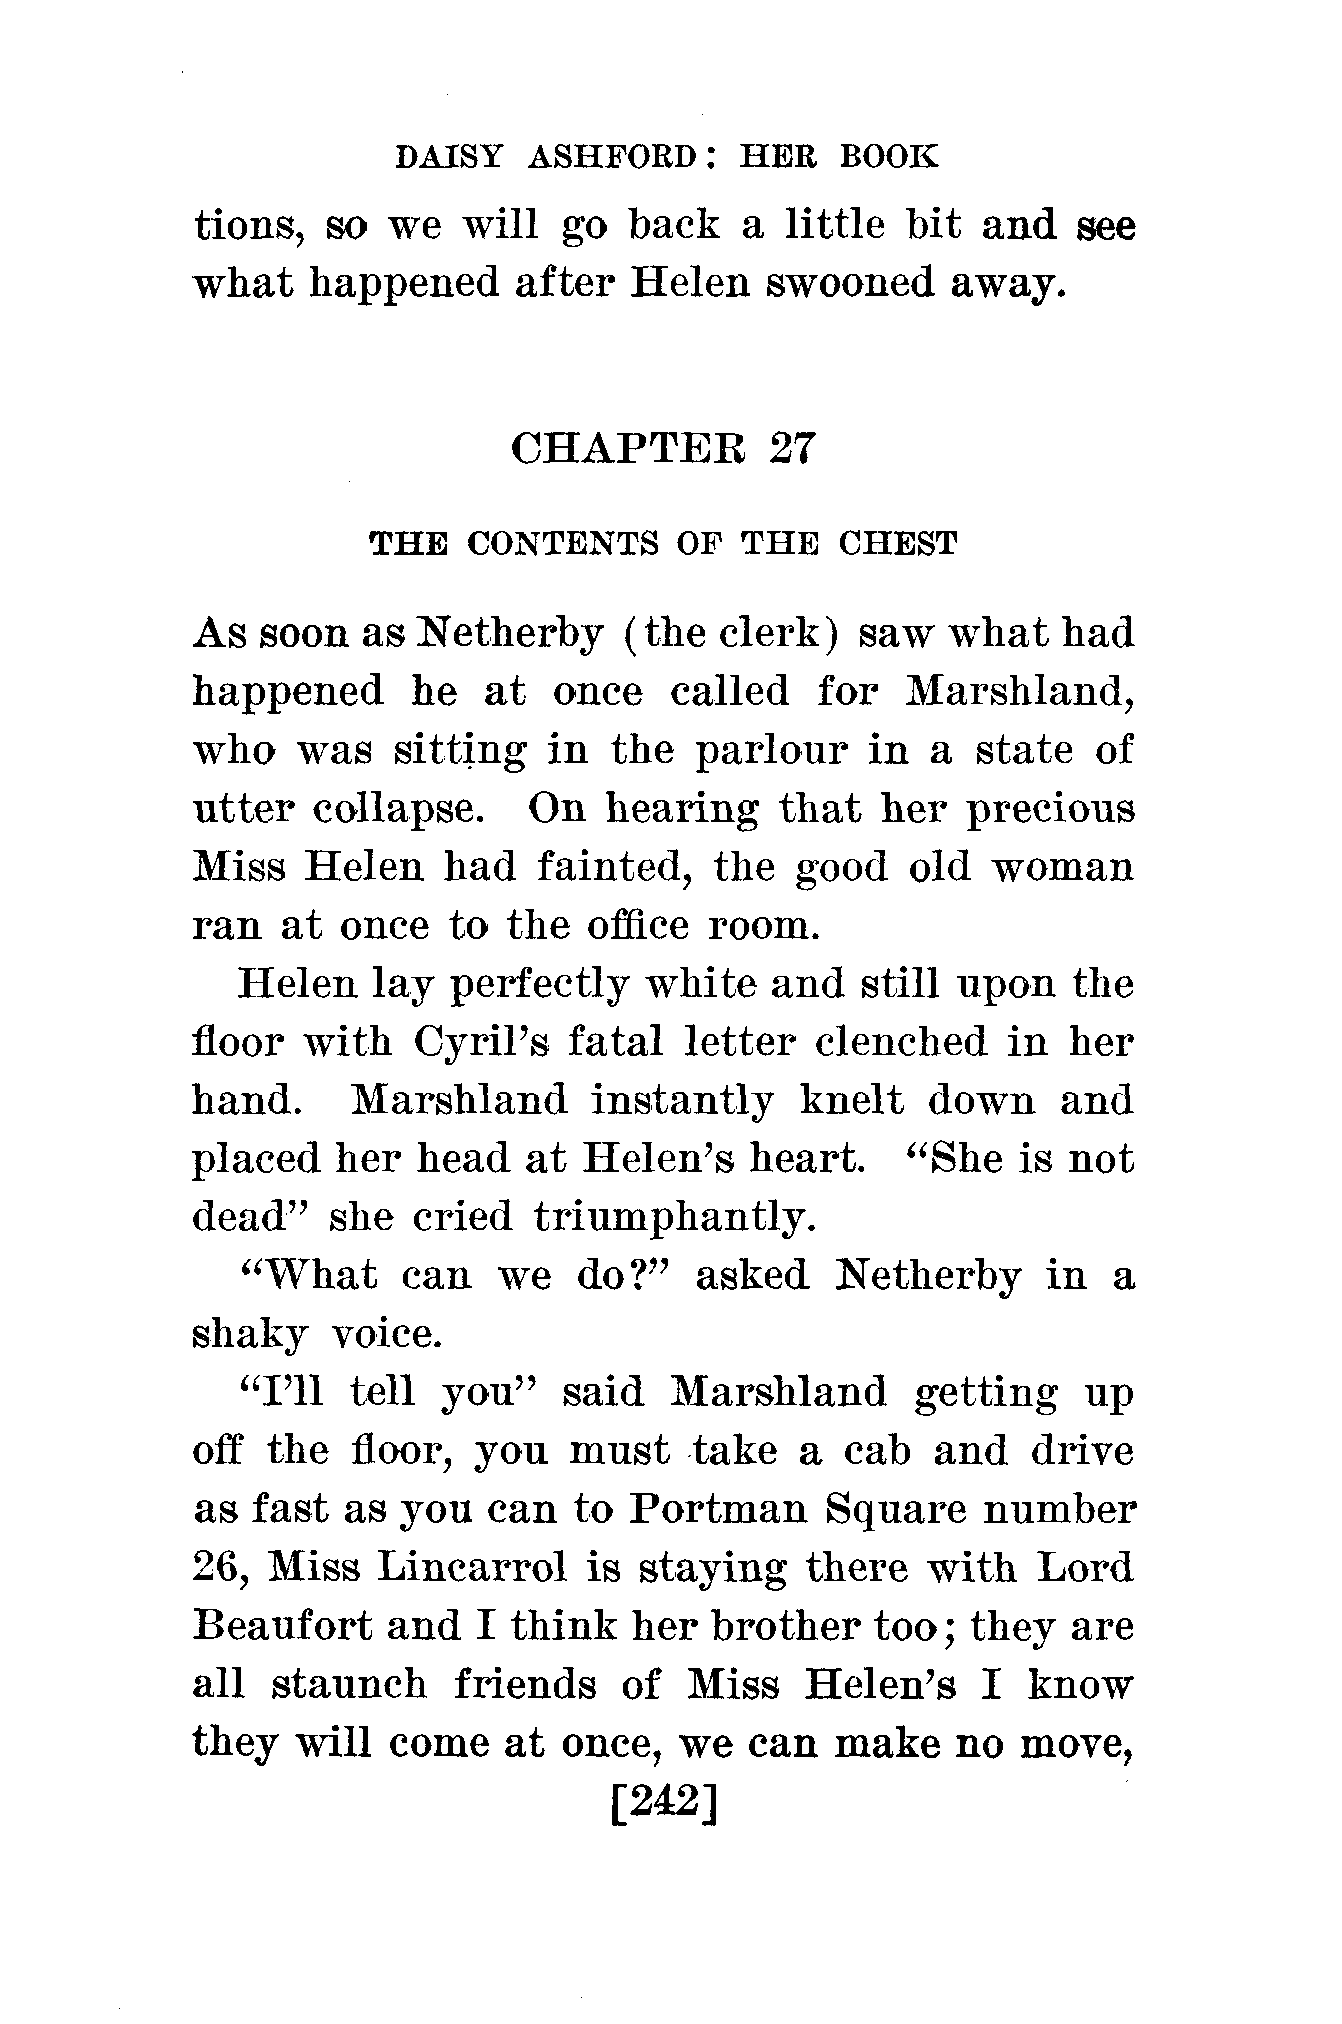 DAISY ASHFORD: HER BOOK
tions, so we will go back a little bit and see
what happened after Helen swooned away.
CHAPTER 27
THE CONTENTS OF THE CHEST
As soon as Netherby (the clerk) saw what had
happened he at once called for Marshland,
who was sitting in the parlour in a state of
utter collapse. On hearing that her precious
Miss Helen had fainted, the good old woman
ran at once to the office room.
Helen lay perfectly white and still upon the
floor with Cyril's fatal letter clenched in her
hand. Marshland instantly knelt down and
placed her head at Helen's heart. "She is not
dead" she cried triumphantly.
"What can we do?" asked Netherby in a
shaky voice.
"I'll tell you" said Marshland getting up
off the floor, you must take a cab and drive
as fast as you can to Portman Square number
26, Miss Lincarrol is staying there with Lord
Beaufort and I think her brother too; they are
all staunch friends of Miss Helen's I know
they will come at once, we can make no move,
[242]